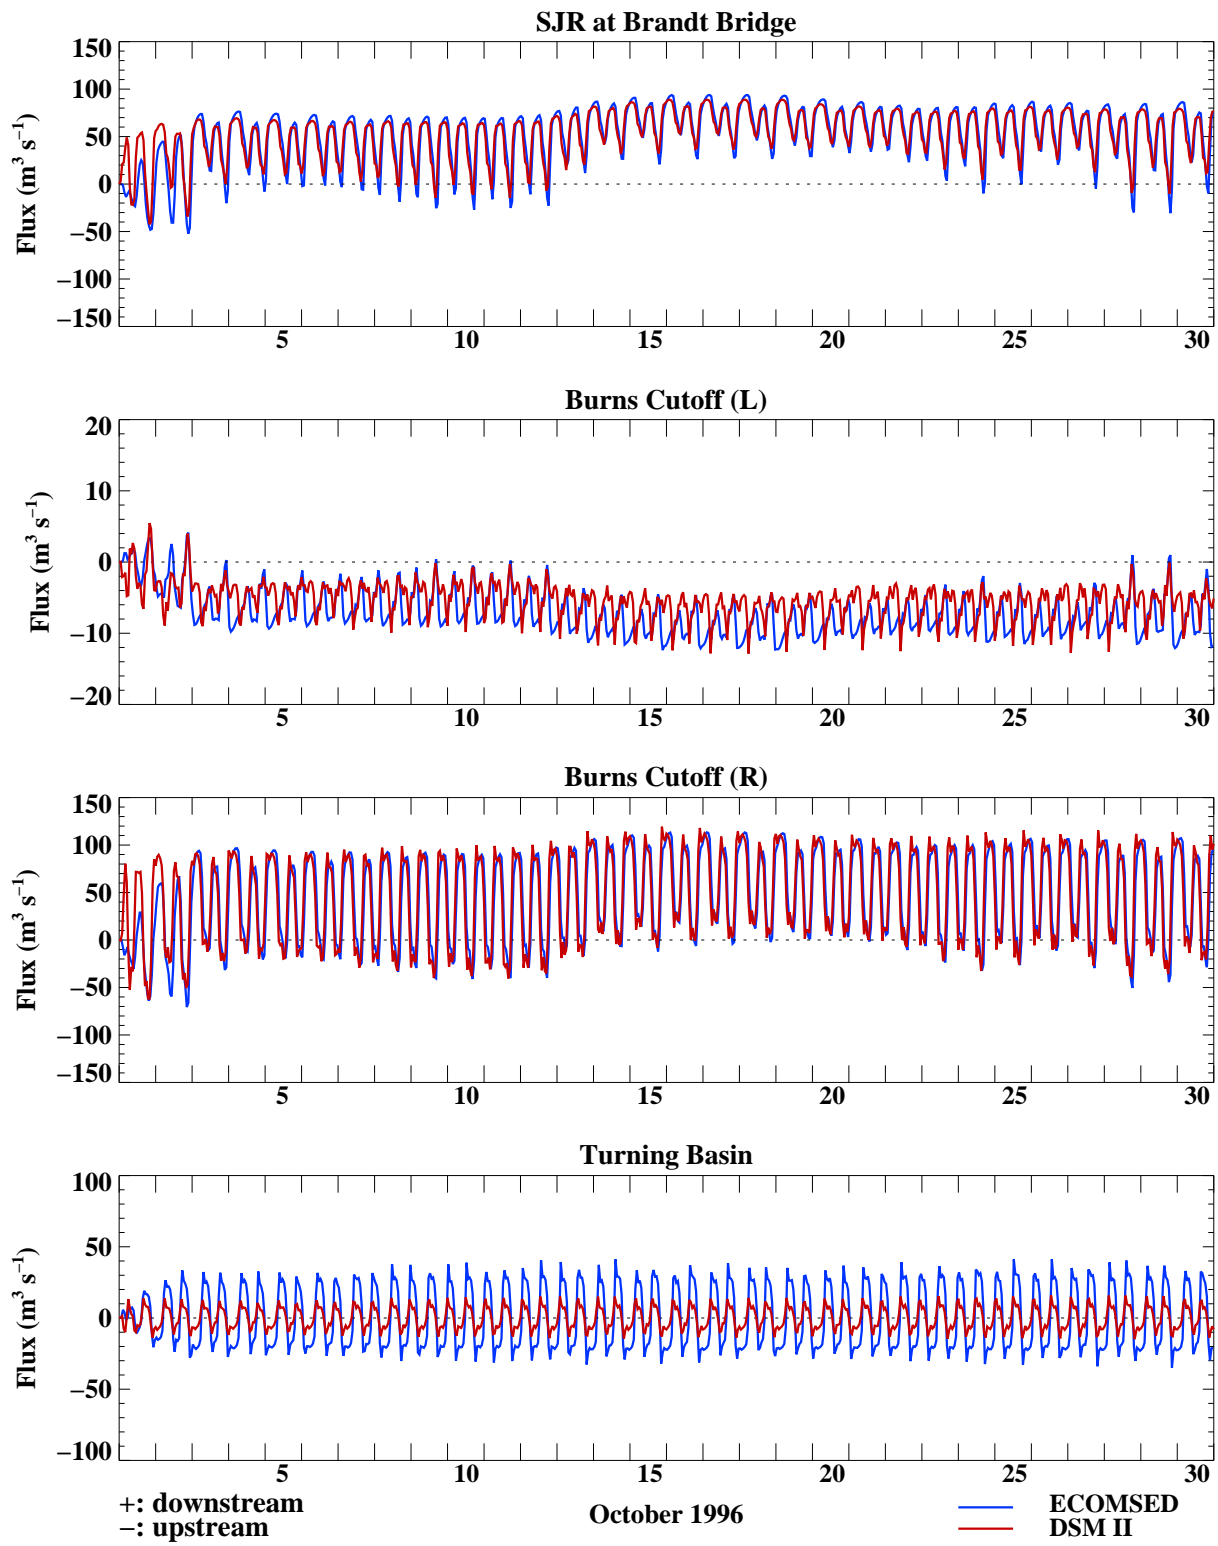 SJR at Brandt Bridge
150
100
50
0
−50
−100
−150
Flux (m³ s⁻¹)
5 10 15 20 25 30
Burns Cutoff (L)
20
10
0
−10
−20
Flux (m³ s⁻¹)
5 10 15 20 25 30
Burns Cutoff (R)
150
100
50
0
−50
−100
−150
Flux (m³ s⁻¹)
5 10 15 20 25 30
Turning Basin
100
50
0
−50
−100
Flux (m³ s⁻¹)
5 10 15 20 25 30
+: downstream
−: upstream
October 1996
ECOMSED
DSM II